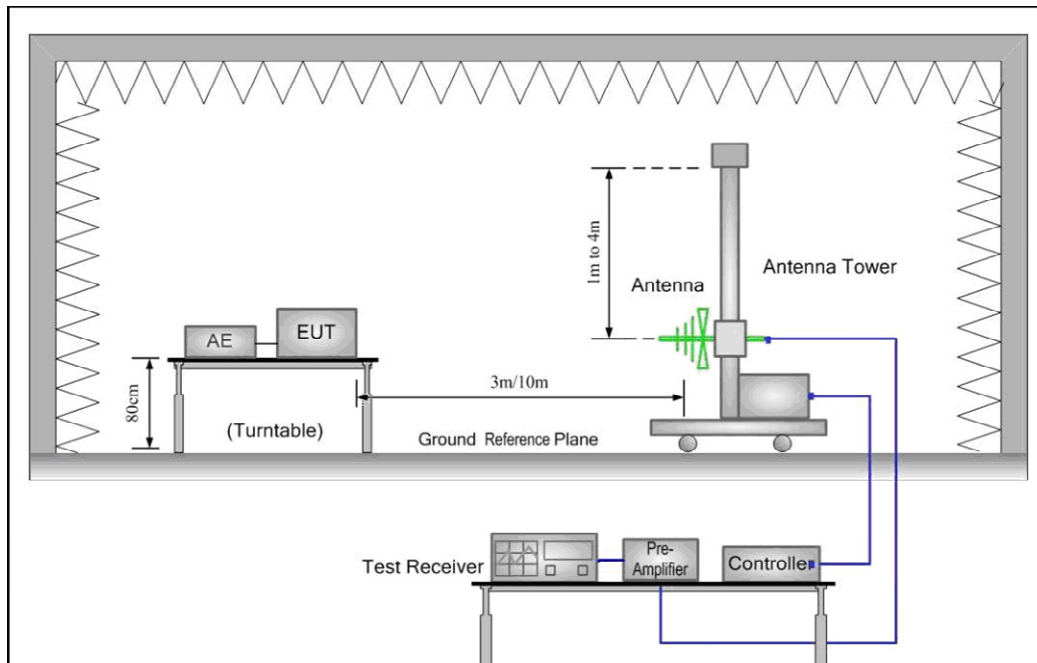 1m to 4m
Antenna Tower
Antenna
AE
EUT
80cm
3m/10m
(Turntable)
Ground Reference Plane
Test Receiver
Pre-
Amplifier
Controller